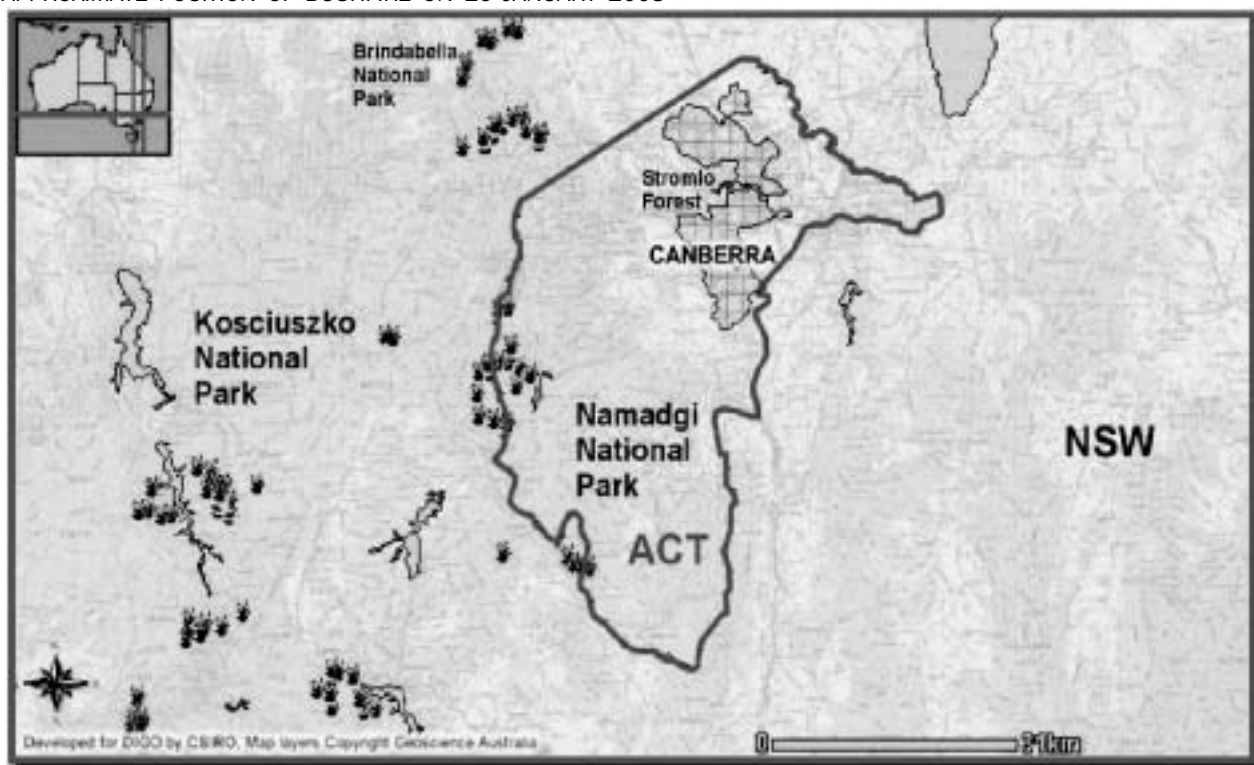 Brindabella
National
Park
Stromlo
Forest
CANBERRA
Kosciuszko
National
Park
Namadgi
National
Park
NSW
ACT
Developed for DIGO by CSIRO, Map layers Copyright Geoscience Australia
0
31km